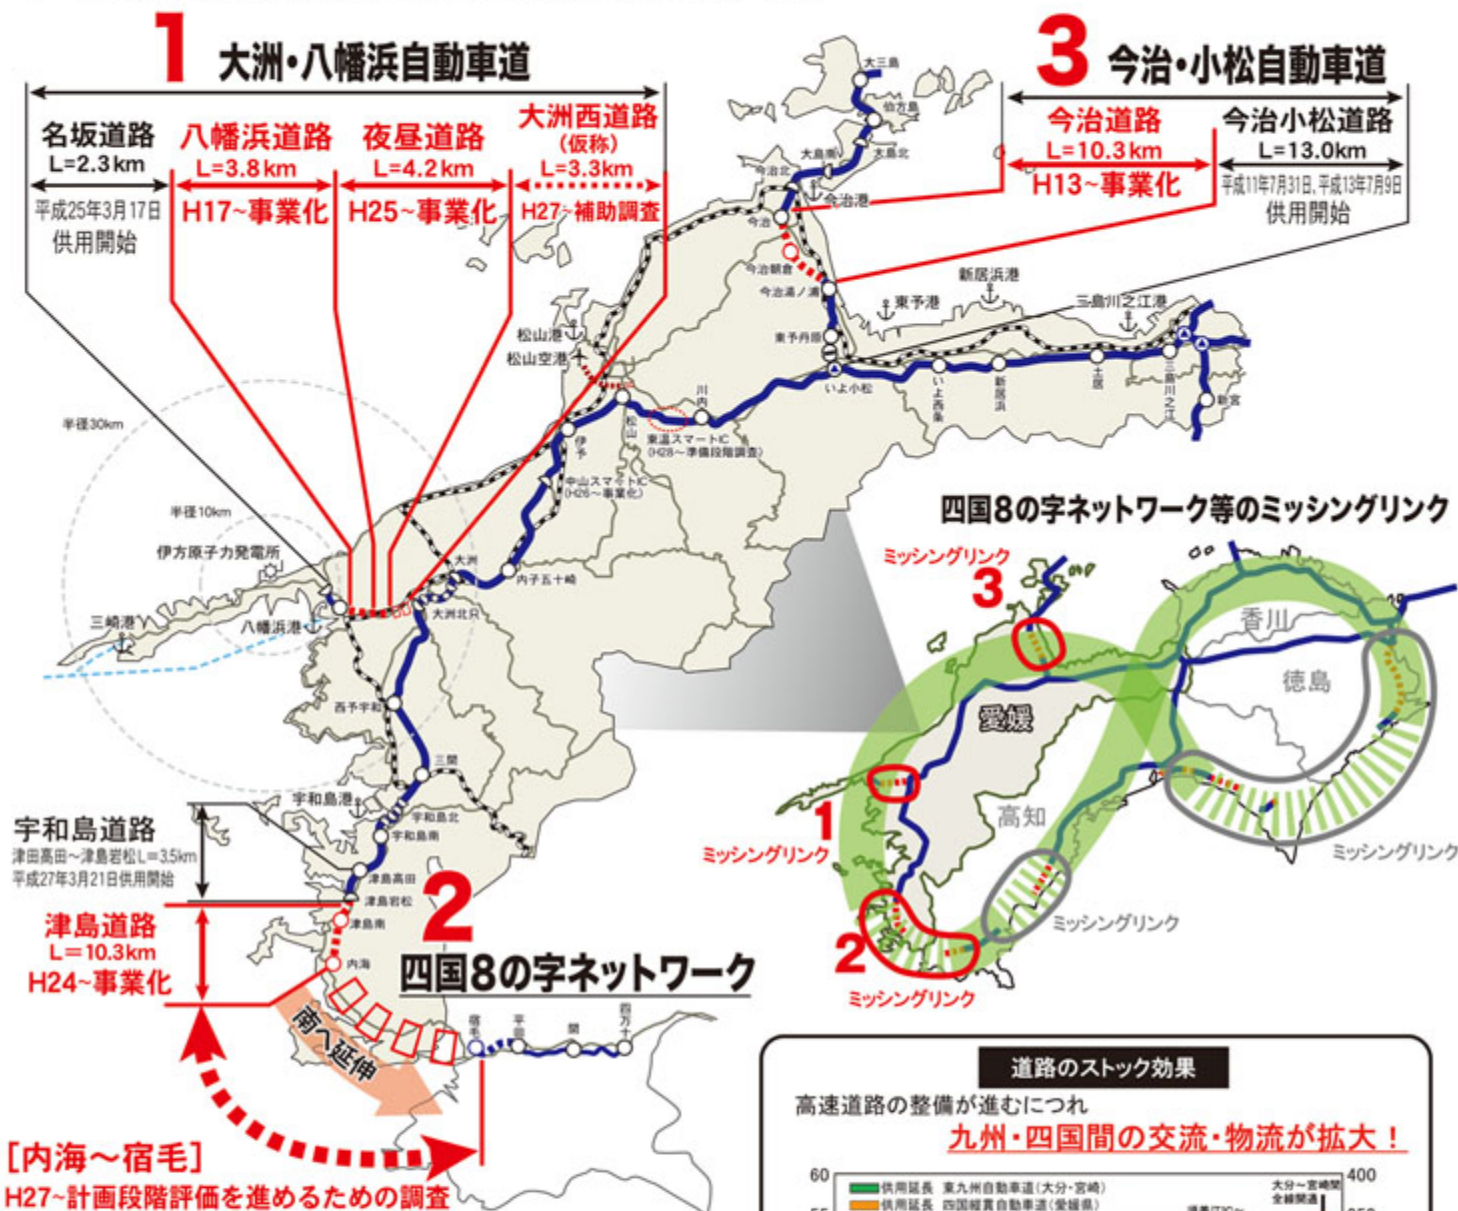 1 大洲・八幡浜自動車道
名坂道路
L=2.3km
平成25年3月17日
供用開始
八幡浜道路
L=3.8km
H17~事業化
夜昼道路
L=4.2km
H25~事業化
大洲西道路
(仮称)
L=3.3km
H27~補助調査
3 今治・小松自動車道
今治道路
L=10.3km
H13~事業化
今治小松道路
L=13.0km
平成11年7月31日、平成13年7月9日
供用開始
大三島
伯方島
大島北
大島南
今治北
今治港
今治
今治朝倉
今治湯ノ浦
東予港
新居浜港
三島川之江港
東予丹原
いよ小松
いよ西条
新居浜
土居
三島川之江
新宮
松山港
松山空港
川内
松山
東温スマートIC
(H28~準備段階調査)
伊予
中山スマートIC
(H26~事業化)
半径30km
半径10km
伊方原子力発電所
大洲
内子五十崎
大洲北只
三崎港
八幡浜港
西予宇和
三間
宇和島港
宇和島北
宇和島南
宇和島道路
津田高田~津島岩松L=3.5km
平成27年3月21日供用開始
津島高田
津島岩松
津島道路
L=10.3km
H24~事業化
津島南
内海
2
四国8の字ネットワーク
南へ延伸
宿毛
平田
間
四万十
[内海~宿毛]
H27~計画段階評価を進めるための調査
四国8の字ネットワーク等のミッシングリンク
ミッシングリンク
3
香川
徳島
愛媛
高知
1
ミッシングリンク
ミッシングリンク
ミッシングリンク
2
ミッシングリンク
道路のストック効果
高速道路の整備が進むにつれ
九州・四国間の交流・物流が拡大!
60
400
供用延長 東九州自動車道(大分・宮崎)
供用延長 四国縦貫自動車道(愛媛県)
大分~宮崎間
全線開通